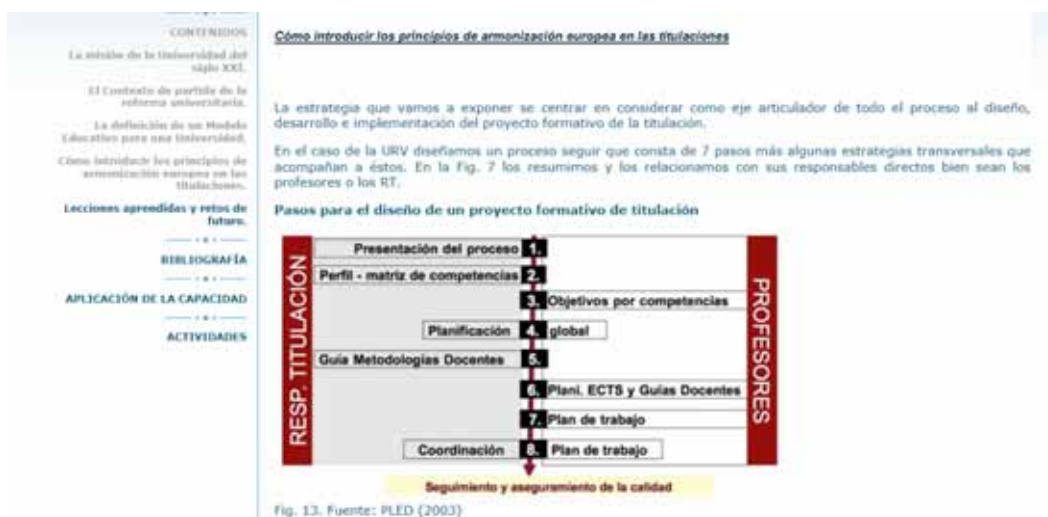 CONTENIDOS
La misión de la Universidad del
siglo XXI.
El Contexto de partida de la
reforma universitaria.
La definición de un Modelo
Educativo para una Universidad.
Cómo introducir los principios de
armonización europea en las
titulaciones.
Lecciones aprendidas y retos de
futuro.
BIBLIOGRAFÍA
APLICACIÓN DE LA CAPACIDAD
ACTIVIDADES
Cómo introducir los principios de armonización europea en las titulaciones
La estrategia que vamos a exponer se centrar en considerar como eje articulador de todo el proceso al diseño,
desarrollo e implementación del proyecto formativo de la titulación.
En el caso de la URV diseñamos un proceso seguir que consta de 7 pasos más algunas estrategias transversales que
acompañan a éstos. En la Fig. 7 los resumimos y los relacionamos con sus responsables directos bien sean los
profesores o los RT.
Pasos para el diseño de un proyecto formativo de titulación
RESP. TITULACIÓN
Presentación del proceso 1.
Perfil - matriz de competencias 2.
3. Objetivos por competencias
Planificación 4. global
Guía Metodologías Docentes 5.
6. Plani. ECTS y Guías Docentes
7. Plan de trabajo
Coordinación 8. Plan de trabajo
PROFESORES
Seguimiento y aseguramiento de la calidad
Fig. 13. Fuente: PLED (2003)